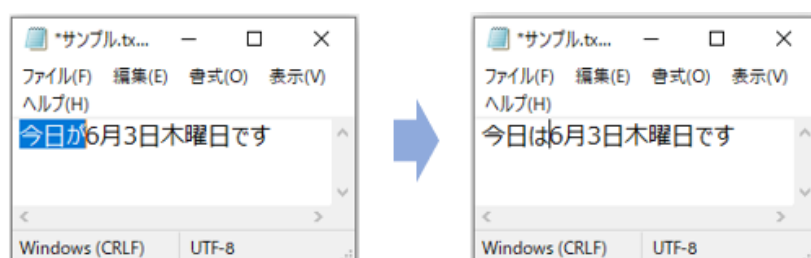 *サンプル.tx...
ファイル(F) 編集(E) 書式(O) 表示(V)
ヘルプ(H)
今日が6月3日木曜日です
Windows (CRLF) UTF-8
*サンプル.tx...
ファイル(F) 編集(E) 書式(O) 表示(V)
ヘルプ(H)
今日は6月3日木曜日です
Windows (CRLF) UTF-8